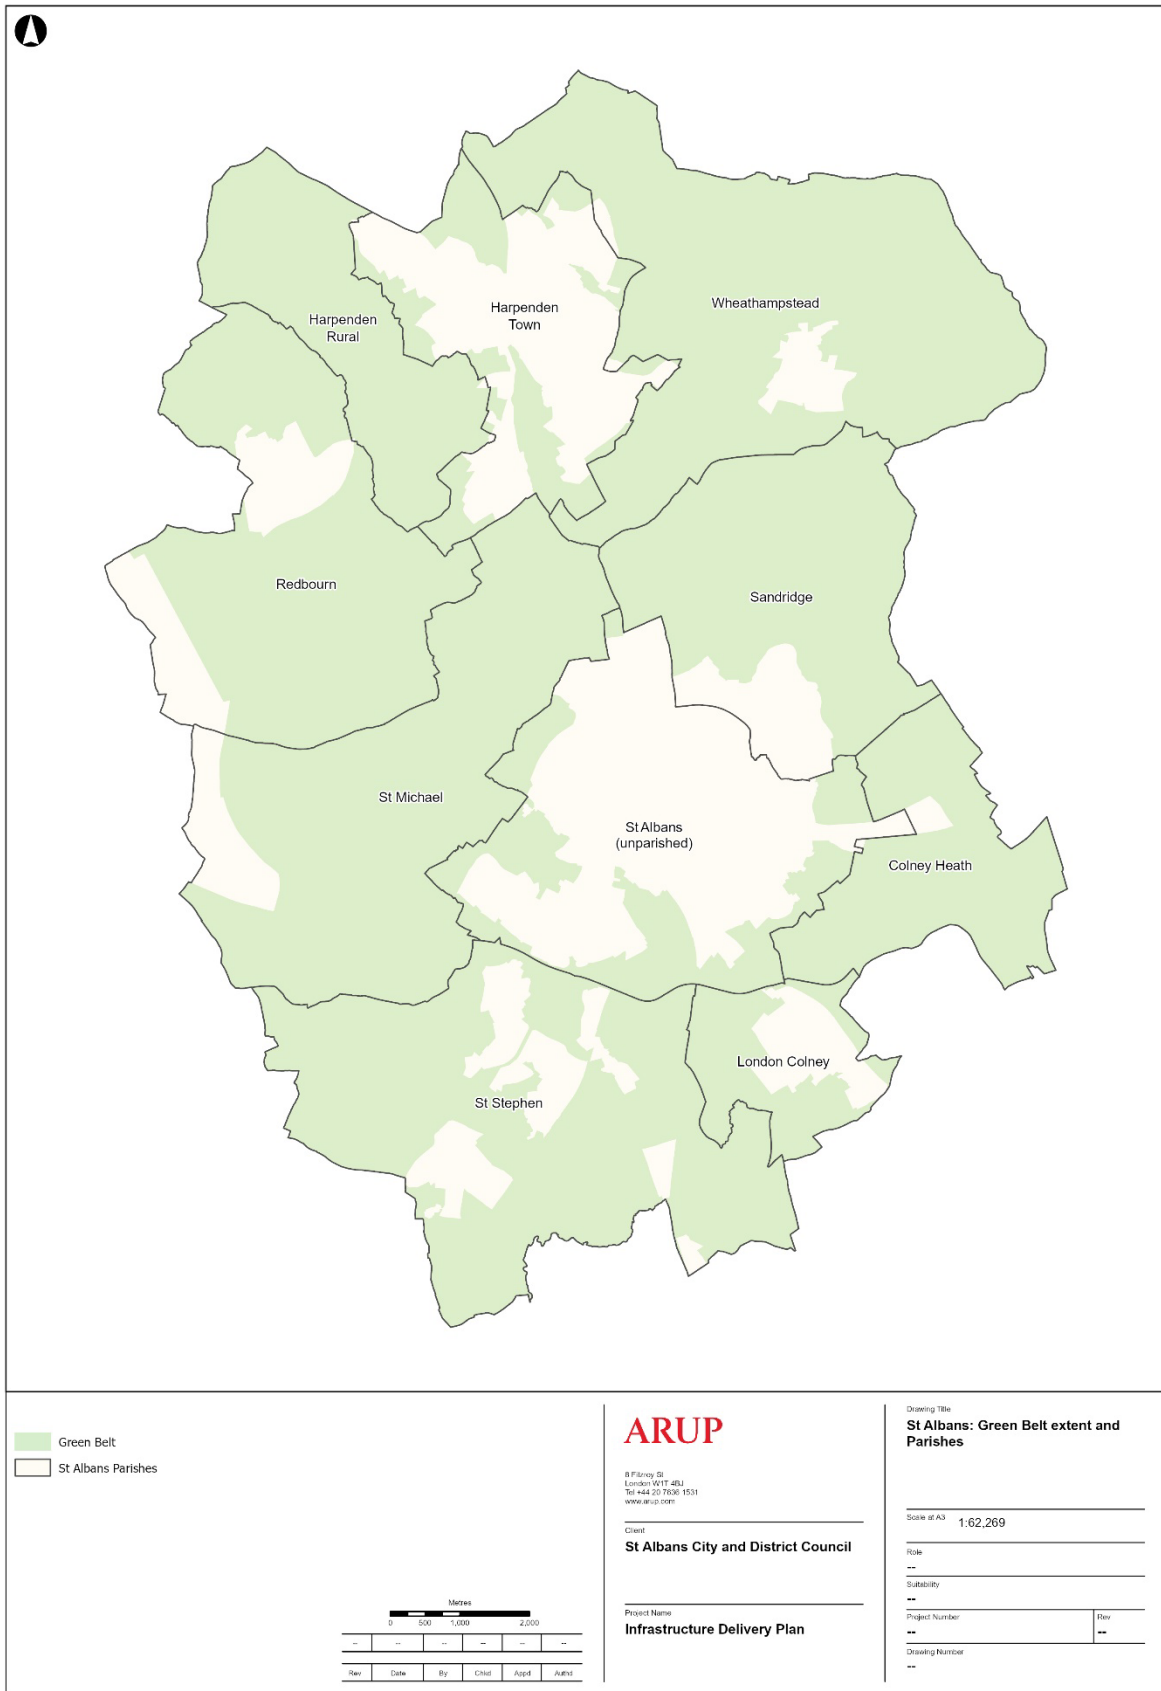 Harpenden
Town
Wheathampstead
Harpenden
Rural
Redbourn
Sandridge
St Michael
St Albans
(unparished)
Colney Heath
London Colney
St Stephen
Green Belt
St Albans Parishes
Metres
0 500 1,000 2,000
-- -- -- -- -- --
Rev Date By Chkd Appd Authd
ARUP
8 Fitzroy St
London W1T 4BJ
Tel +44 20 7636 1531
www.arup.com
Client
St Albans City and District Council
Project Name
Infrastructure Delivery Plan
Drawing Title
St Albans: Green Belt extent and
Parishes
Scale at A3 1:62,269
Role
--
Suitability
--
Project Number Rev
-- --
Drawing Number
--